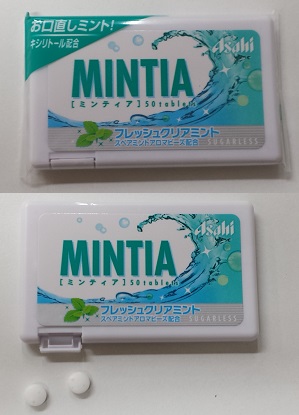 お口直しミント!
キシリトール配合
Asahi
MINTIA
[ミンティア] 50 tablets
フレッシュクリアミント
スペアミントアロマビーズ配合 SUGARLESS
Asahi
MINTIA
[ミンティア] 50 tablets
フレッシュクリアミント
スペアミントアロマビーズ配合 SUGARLESS